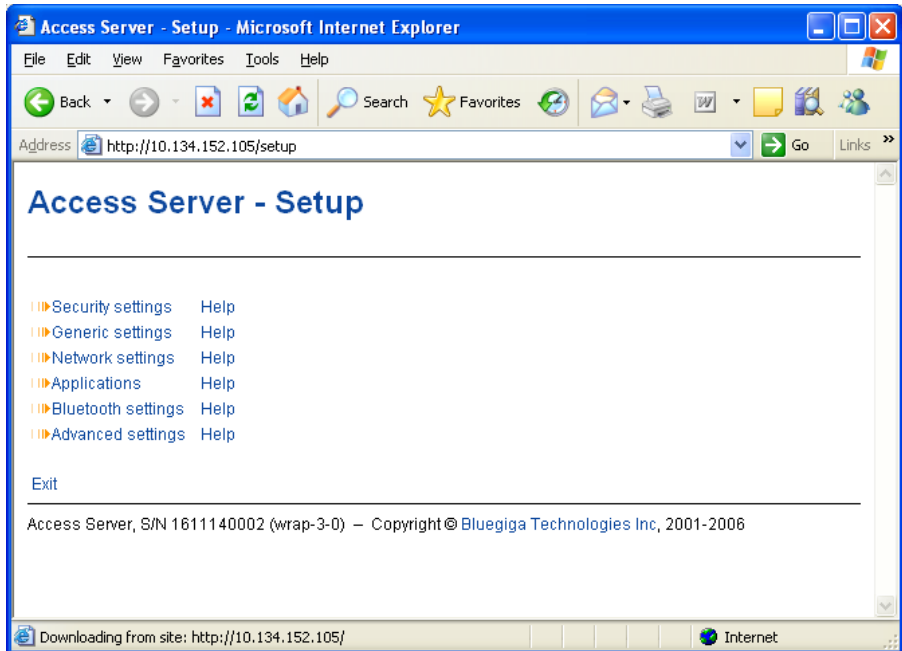 Access Server - Setup - Microsoft Internet Explorer
File Edit View Favorites Tools Help
Back Search Favorites W
Address http://10.134.152.105/setup Go Links »
Access Server - Setup
Security settings Help
Generic settings Help
Network settings Help
Applications Help
Bluetooth settings Help
Advanced settings Help
Exit
Access Server, S/N 1611140002 (wrap-3-0) – Copyright © Bluegiga Technologies Inc, 2001-2006
Downloading from site: http://10.134.152.105/ Internet